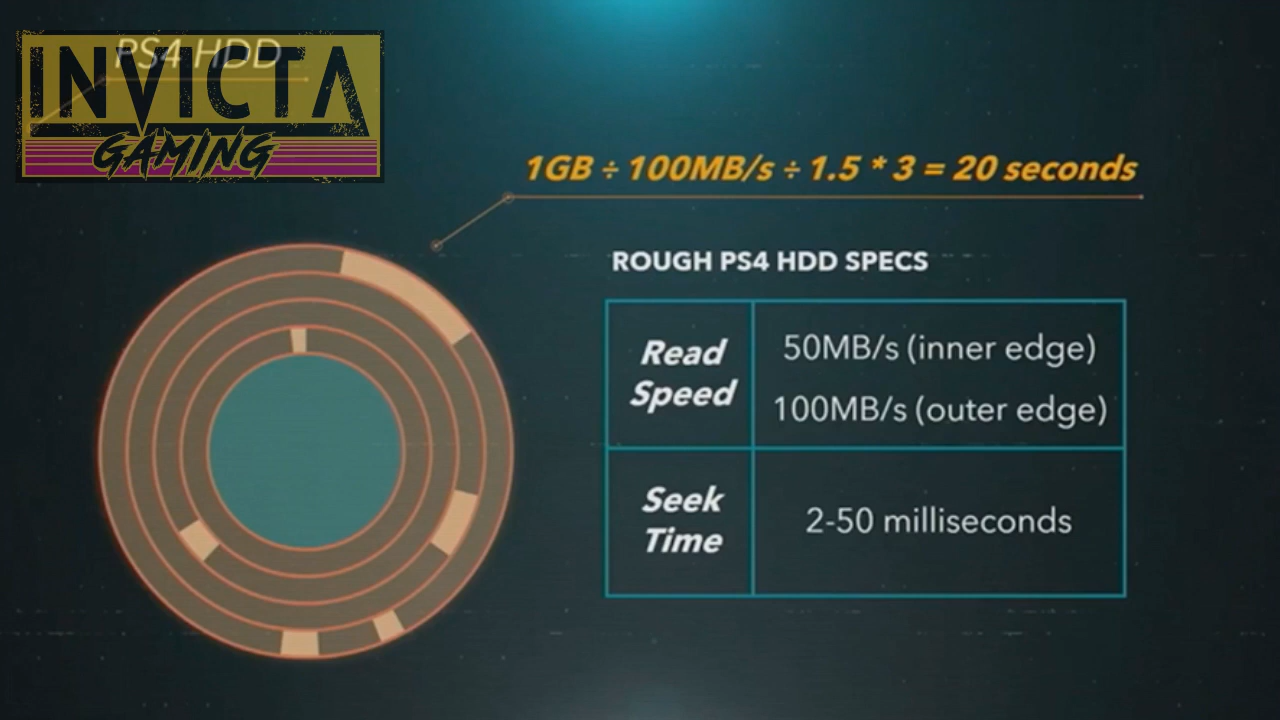 PS4 HDD
INVICTA
GAMING
1GB ÷ 100MB/s ÷ 1.5 * 3 = 20 seconds
ROUGH PS4 HDD SPECS
Read
Speed
50MB/s (inner edge)
100MB/s (outer edge)
Seek
Time
2-50 milliseconds